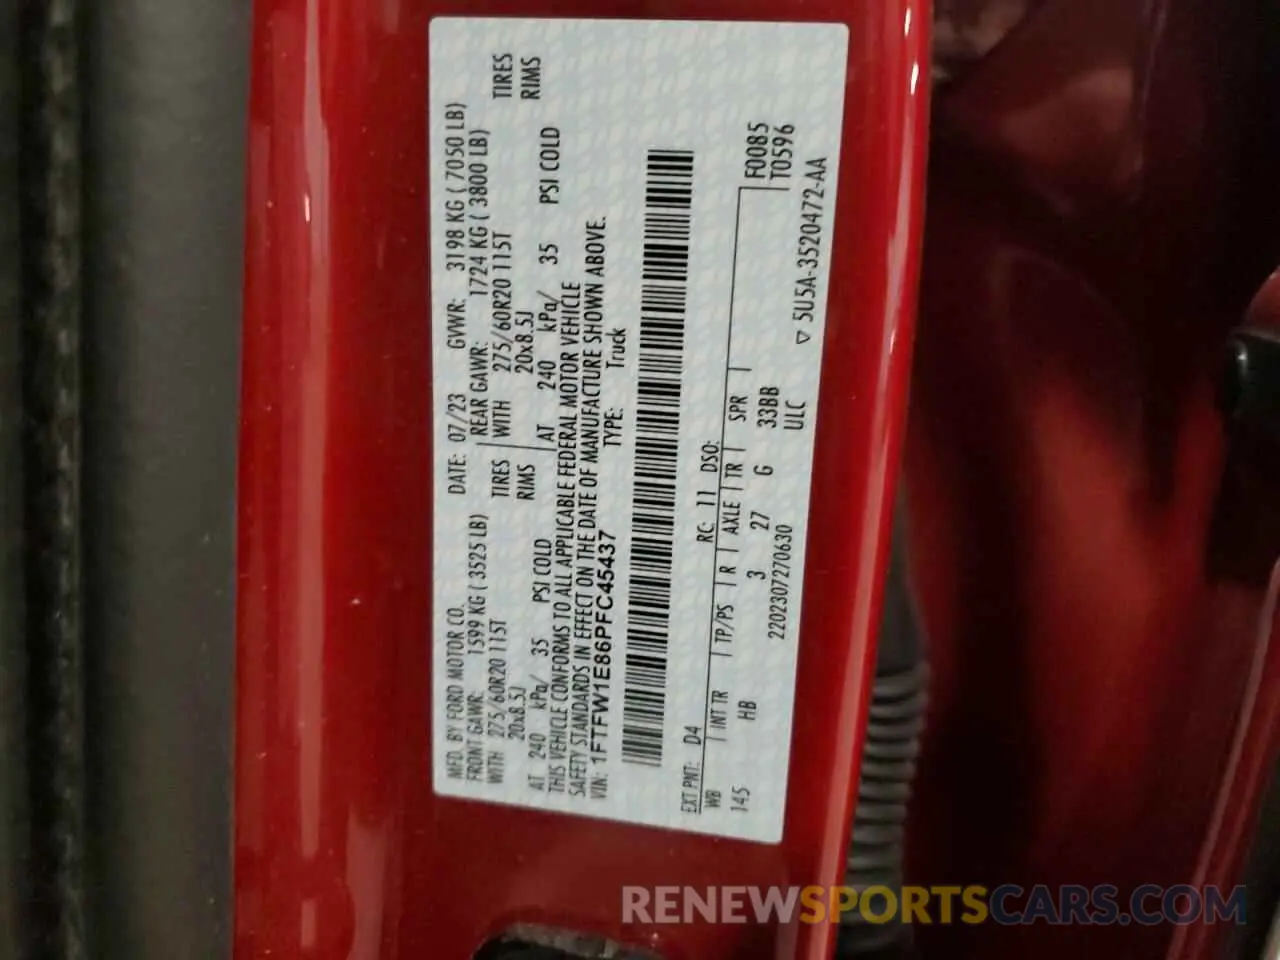 MFD. BY FORD MOTOR CO. DATE: 07/23 GVWR: 3198 KG ( 7050 LB)
FRONT GAWR: 1599 KG ( 3525 LB) REAR GAWR: 1724 KG ( 3800 LB)
WITH 275/60R20 115T TIRES WITH 275/60R20 115T TIRES
20x8.5J RIMS 20x8.5J RIMS
AT 240 kPa/ 35 PSI COLD AT 240 kPa/ 35 PSI COLD
THIS VEHICLE CONFORMS TO ALL APPLICABLE FEDERAL MOTOR VEHICLE
SAFETY STANDARDS IN EFFECT ON THE DATE OF MANUFACTURE SHOWN ABOVE.
VIN: 1FTFW1E86PFC45437 TYPE: Truck
EXT PNT: D4 RC: 11 DSO: F0085
WB INT TR TP/PS R AXLE TR SPR T0596
145 HB 3 27 G 33BB
2202307270630 ULC
▽ 5U5A-3520472-AA
RENEWSPORTSCARS.COM